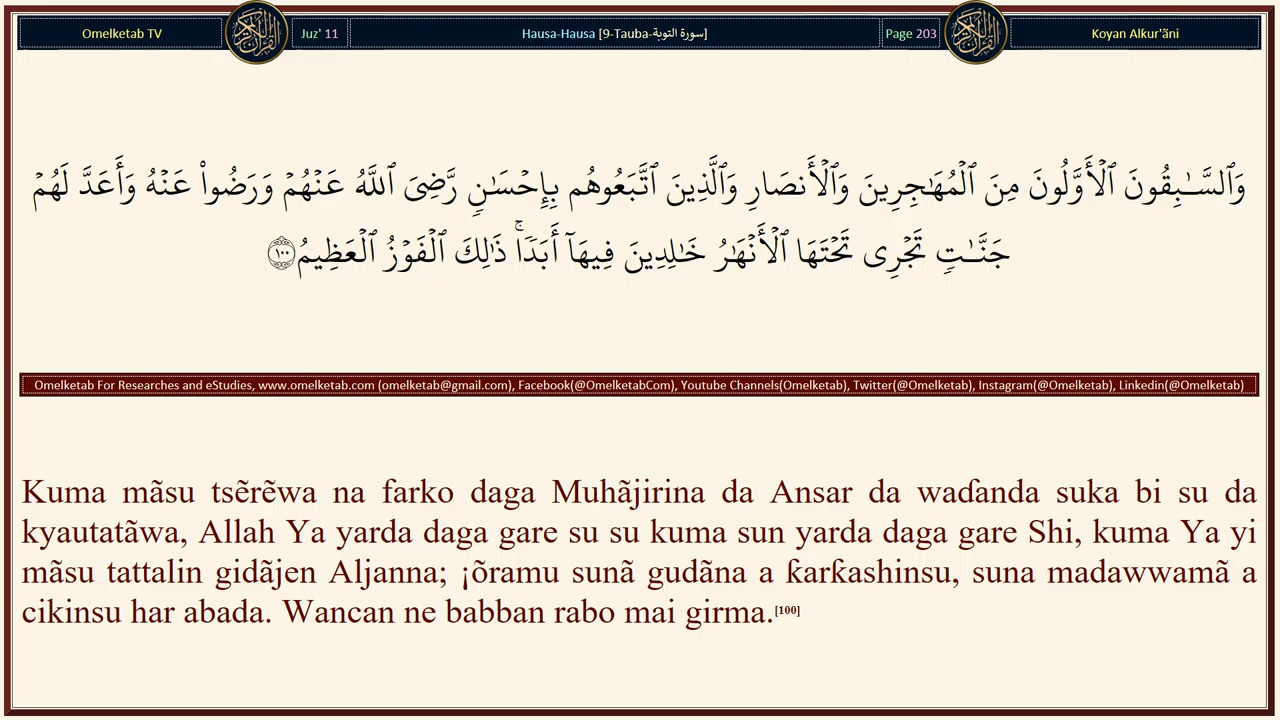 Omelketab TV
Juz' 11
Hausa-Hausa [9-Tauba-سورة التوبة]
Page 203
Koyan Alƙur'ãni
وَٱلسَّـٰبِقُونَ ٱلۡأَوَّلُونَ مِنَ ٱلۡمُهَـٰجِرِينَ وَٱلۡأَنصَارِ وَٱلَّذِينَ ٱتَّبَعُوهُم بِإِحۡسَـٰنٖ رَّضِىَ ٱللَّهُ عَنۡهُمۡ وَرَضُواْ عَنۡهُ وَأَعَدَّ لَهُمۡ
جَنَّـٰتٖ تَجۡرِى تَحۡتَهَا ٱلۡأَنۡهَـٰرُ خَـٰلِدِينَ فِيهَآ أَبَدٗاۚ ذَٰلِكَ ٱلۡفَوۡزُ ٱلۡعَظِيمُ ١٠٠
Omelketab For Researches and eStudies, www.omelketab.com (omelketab@gmail.com), Facebook(@OmelketabCom), Youtube Channels(Omelketab), Twitter(@Omelketab), Instagram(@Omelketab), Linkedin(@Omelketab)
Kuma mãsu tsẽrẽwa na farko daga Muhãjirina da Ansar da waɗanda suka bi su da
kyautatãwa, Allah Ya yarda daga gare su su kuma sun yarda daga gare Shi, kuma Ya yi
mãsu tattalin gidãjen Aljanna; ¡õramu sunã gudãna a ƙarƙashinsu, suna madawwamã a
cikinsu har abada. Wancan ne babban rabo mai girma.[100]